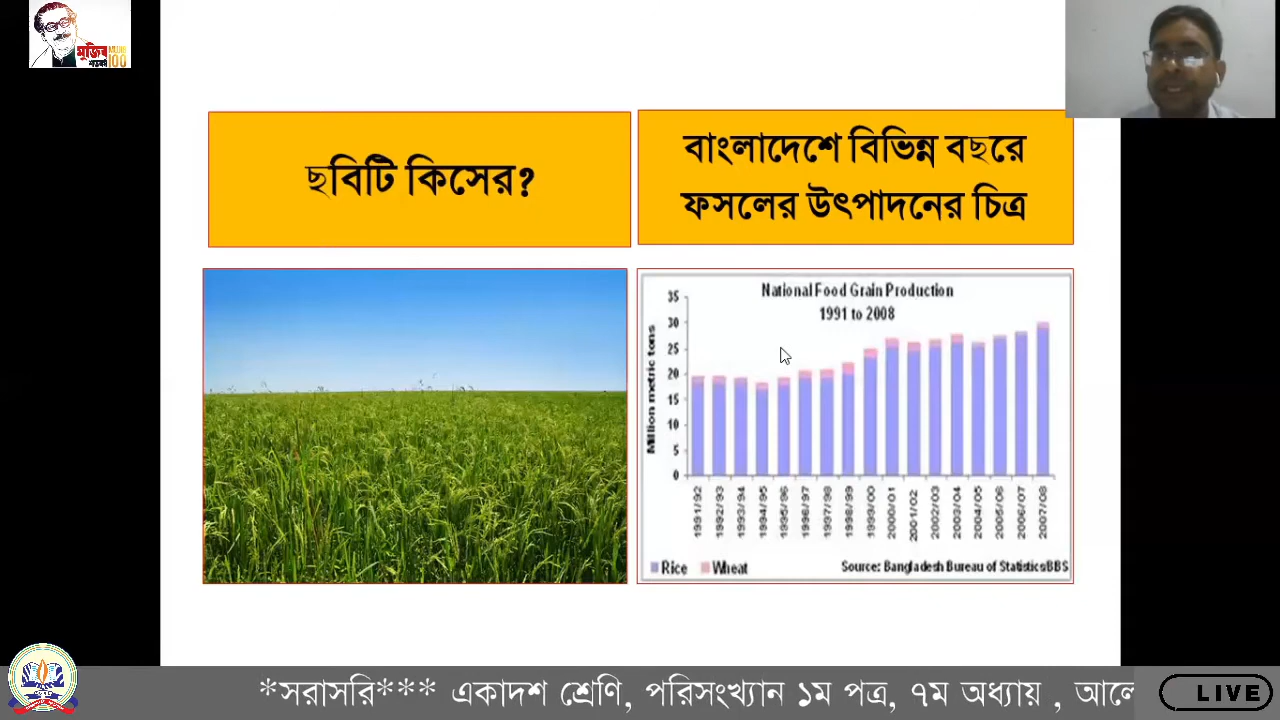 মুজিব
শতবর্ষ
100
ছবিটি কিসের?
বাংলাদেশে বিভিন্ন বছরে
ফসলের উৎপাদনের চিত্র
National Food Grain Production
1991 to 2008
Million metric tons
35
30
25
20
15
10
5
0
1991/92
1992/93
1993/94
1994/95
1995/96
1996/97
1997/98
1998/99
1999/00
2000/01
2001/02
2002/03
2003/04
2004/05
2005/06
2006/07
2007/08
Rice Wheat
Source: Bangladesh Bureau of Statistics/BBS
*সরাসরি*** একাদশ শ্রেণি, পরিসংখ্যান ১ম পত্র, ৭ম অধ্যায় , আলে
LIVE